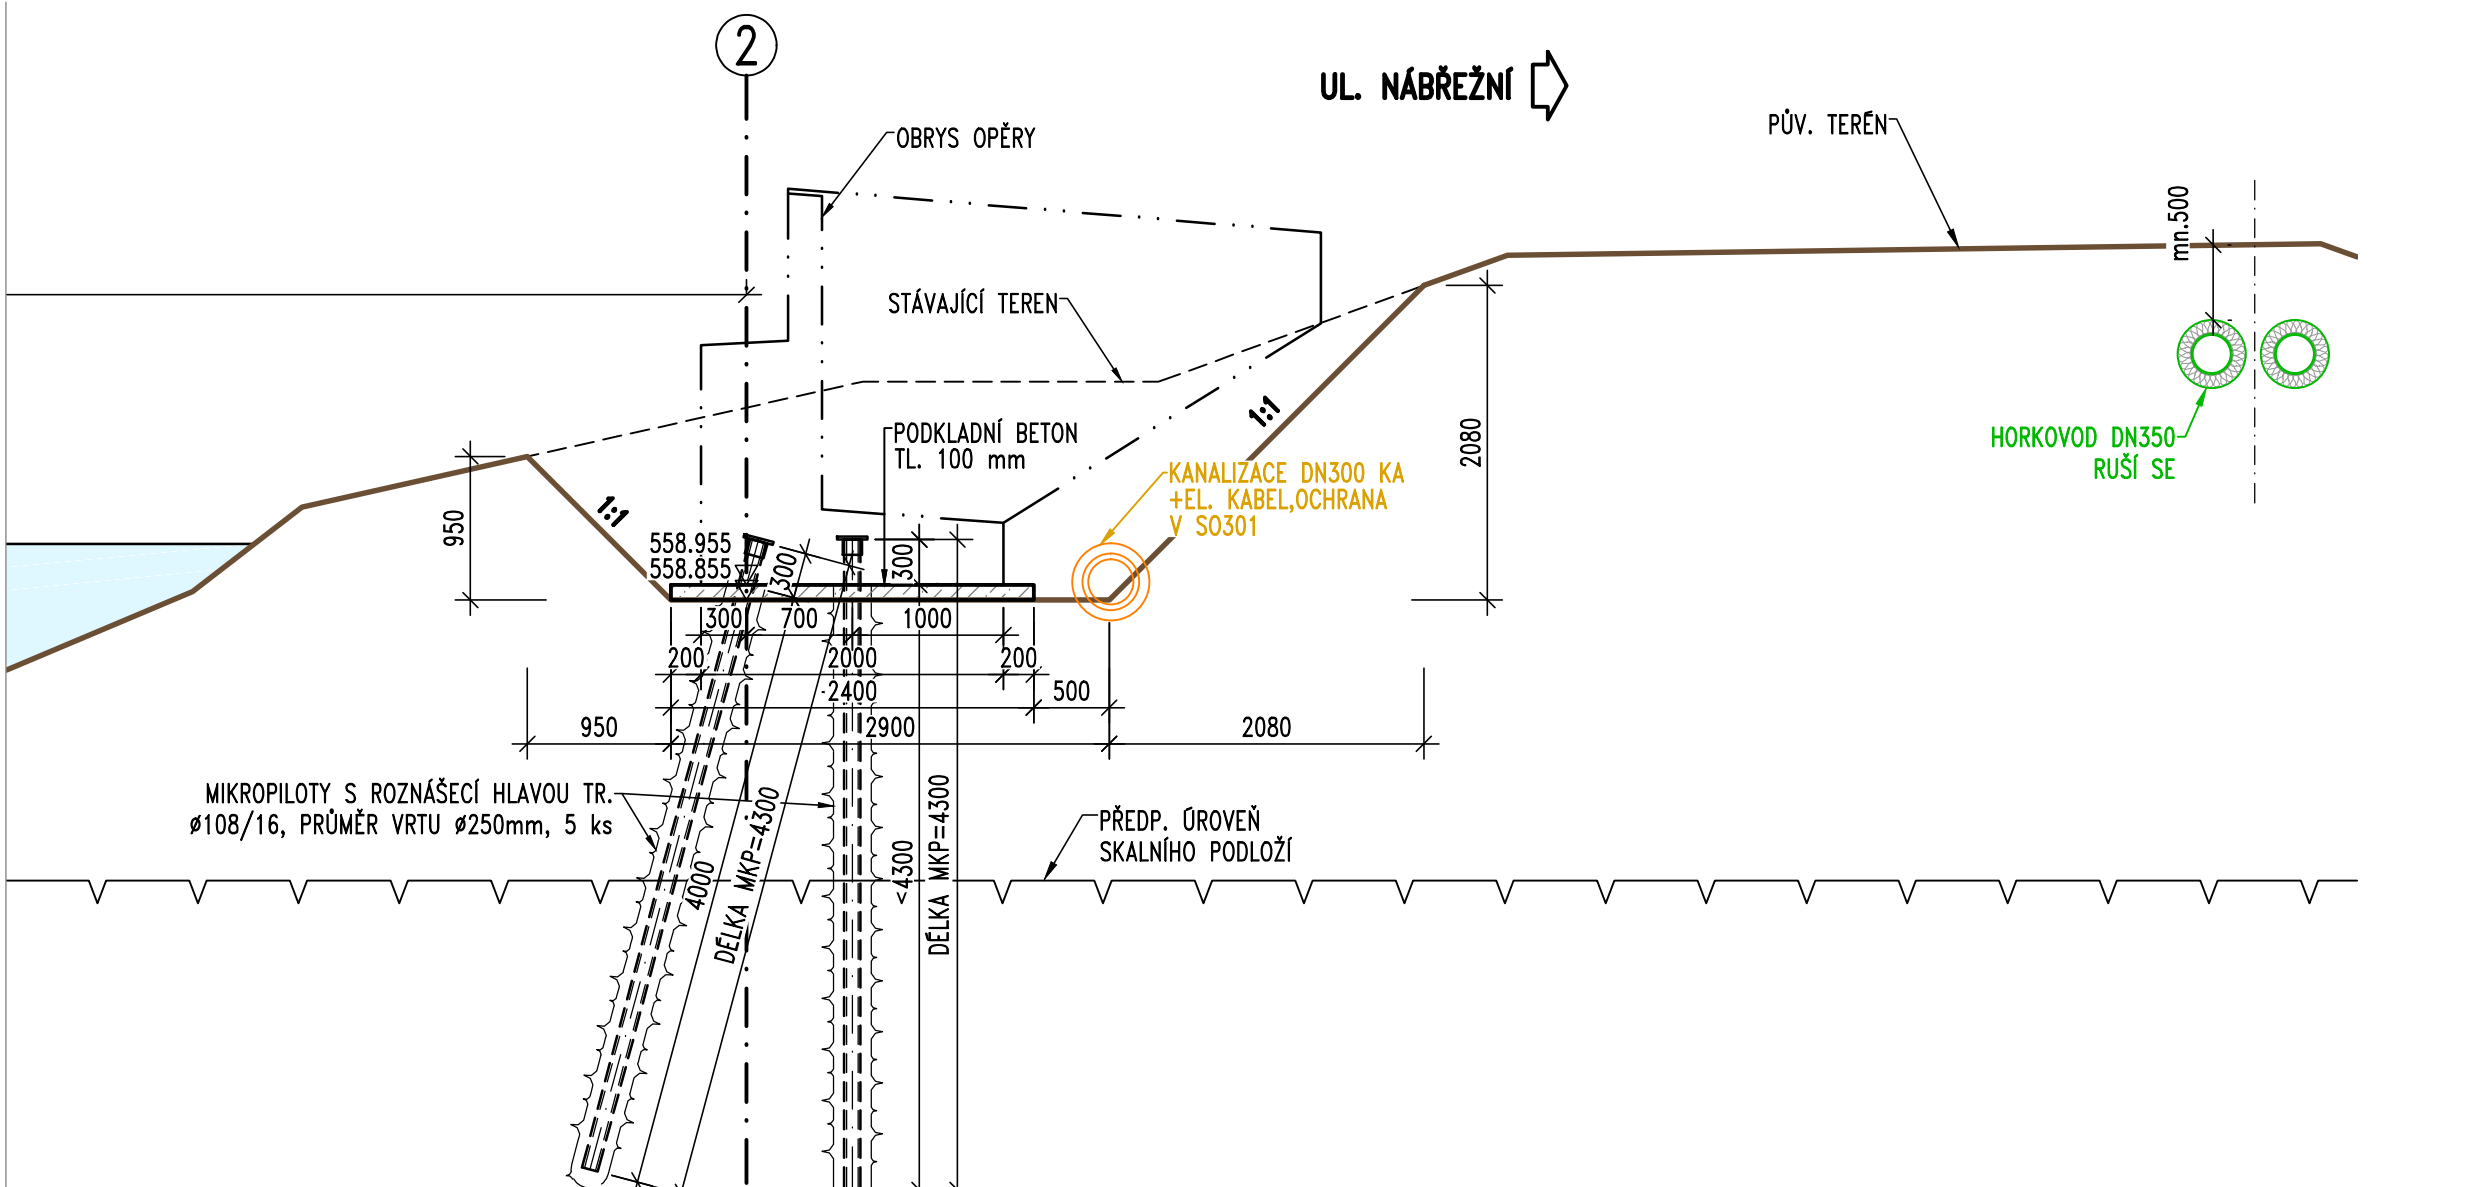 2
UL. NÁBŘEŽNÍ
OBRYS OPĚRY
PŮV. TERÉN
mn.500
STÁVAJÍCÍ TEREN
1:1
2080
PODKLADNÍ BETON
TL. 100 mm
HORKOVOD DN350
RUŠÍ SE
KANALIZACE DN300 KA
+EL. KABEL,OCHRANA
V SO301
950
1:1
558.955
558.855
300
300
300
700
1000
200
2000
200
2400
500
950
2900
2080
MIKROPILOTY S ROZNÁŠECÍ HLAVOU TR.
ø108/16, PRŮMĚR VRTU ø250mm, 5 ks
4000
DÉLKA MKP=4300
<4300
DÉLKA MKP=4300
PŘEDP. ÚROVEŇ
SKALNÍHO PODLOŽÍ